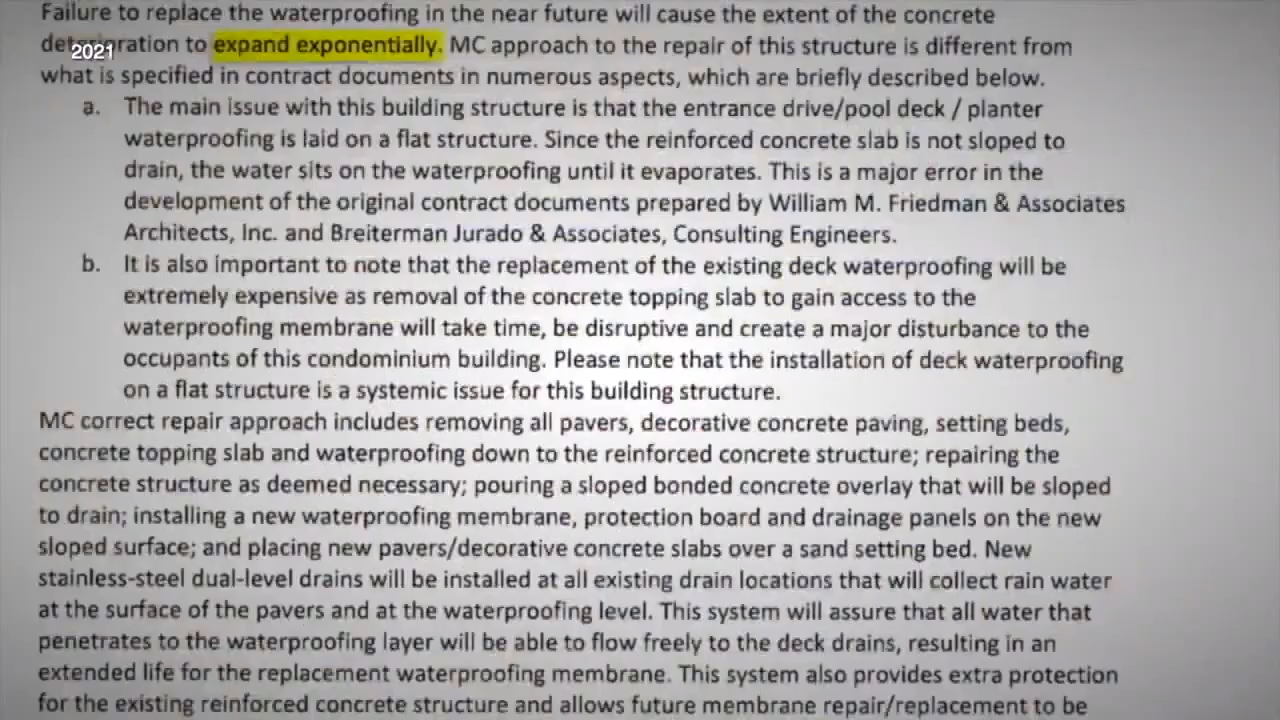 Failure to replace the waterproofing in the near future will cause the extent of the concrete
deterioration to expand exponentially. MC approach to the repair of this structure is different from
2021
what is specified in contract documents in numerous aspects, which are briefly described below.
a. The main issue with this building structure is that the entrance drive/pool deck / planter
waterproofing is laid on a flat structure. Since the reinforced concrete slab is not sloped to
drain, the water sits on the waterproofing until it evaporates. This is a major error in the
development of the original contract documents prepared by William M. Friedman & Associates
Architects, Inc. and Breiterman Jurado & Associates, Consulting Engineers.
b. It is also important to note that the replacement of the existing deck waterproofing will be
extremely expensive as removal of the concrete topping slab to gain access to the
waterproofing membrane will take time, be disruptive and create a major disturbance to the
occupants of this condominium building. Please note that the installation of deck waterproofing
on a flat structure is a systemic issue for this building structure.
MC correct repair approach includes removing all pavers, decorative concrete paving, setting beds,
concrete topping slab and waterproofing down to the reinforced concrete structure; repairing the
concrete structure as deemed necessary; pouring a sloped bonded concrete overlay that will be sloped
to drain; installing a new waterproofing membrane, protection board and drainage panels on the new
sloped surface; and placing new pavers/decorative concrete slabs over a sand setting bed. New
stainless-steel dual-level drains will be installed at all existing drain locations that will collect rain water
at the surface of the pavers and at the waterproofing level. This system will assure that all water that
penetrates to the waterproofing layer will be able to flow freely to the deck drains, resulting in an
extended life for the replacement waterproofing membrane. This system also provides extra protection
for the existing reinforced concrete structure and allows future membrane repair/replacement to be